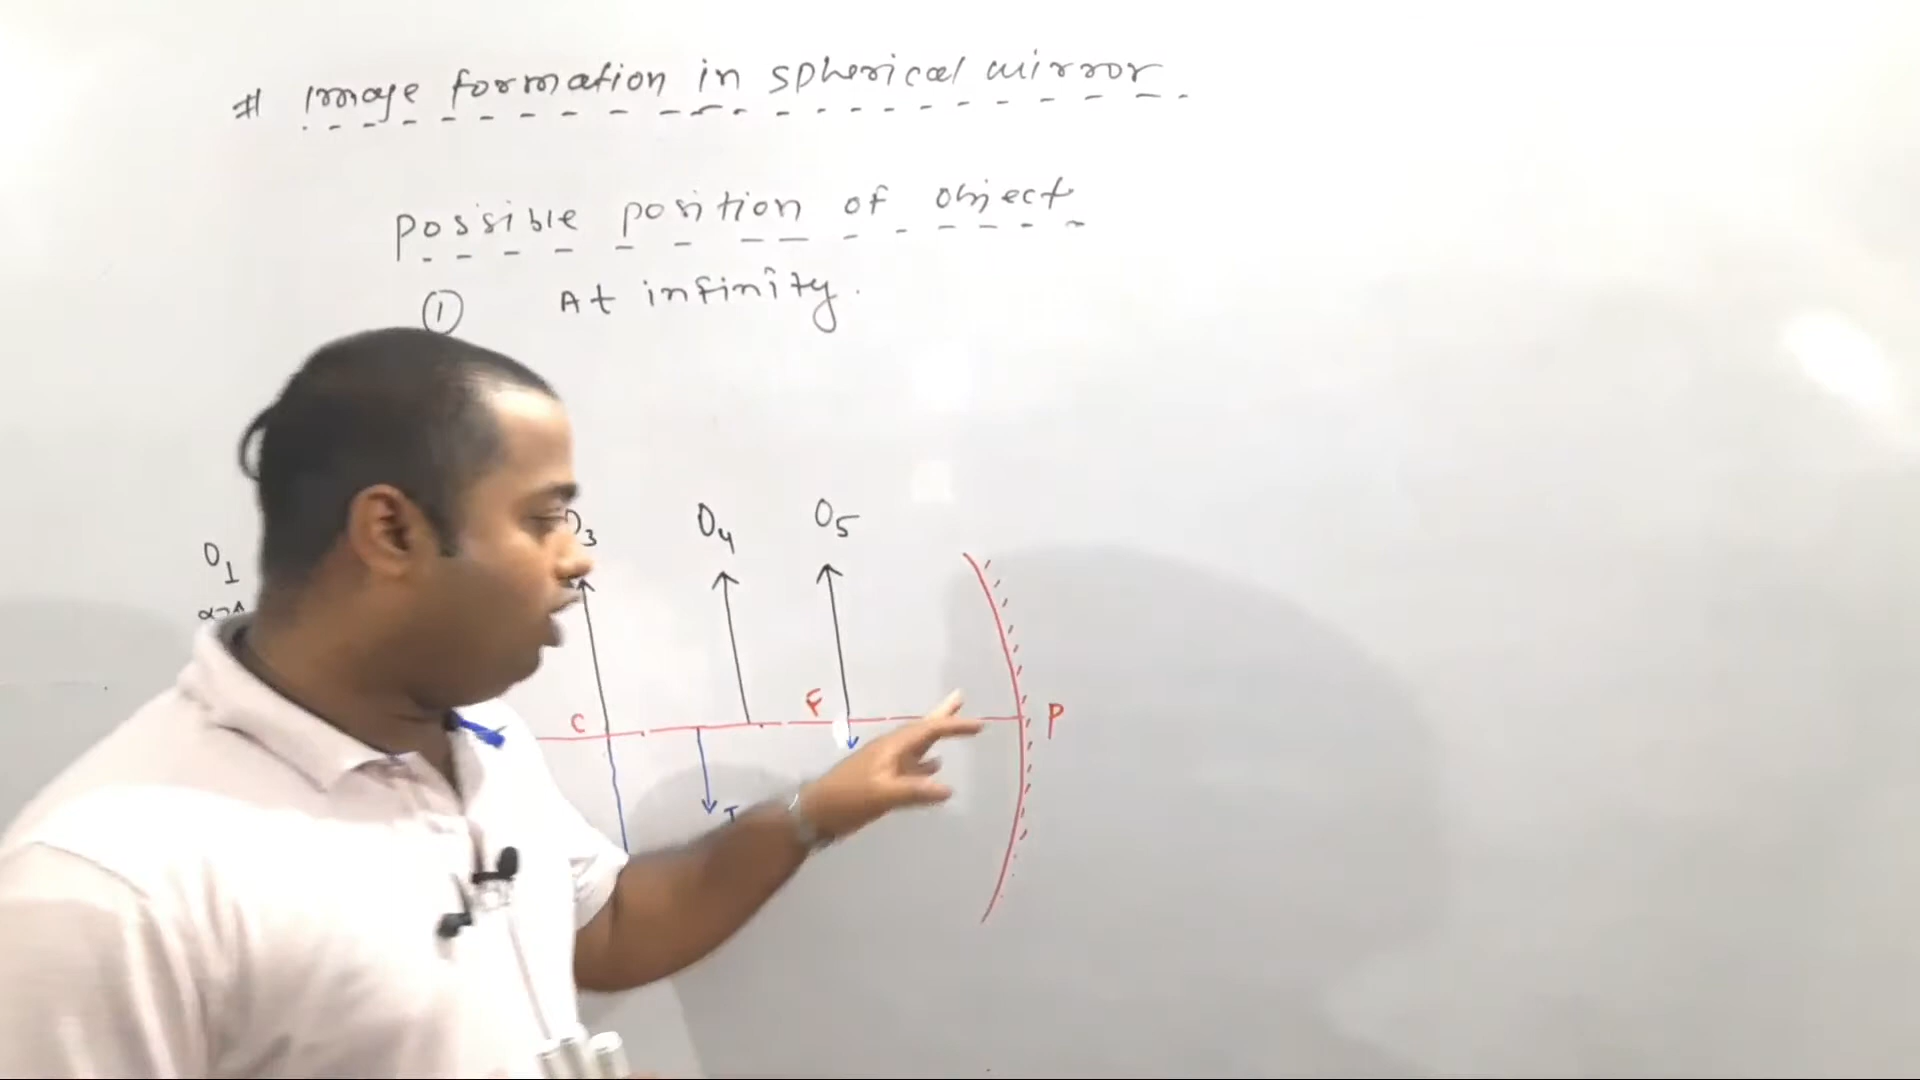 # Image formation in spherical mirror
possible position of object
① At infinity.
O4 O5
O3
O1
F
C P
I